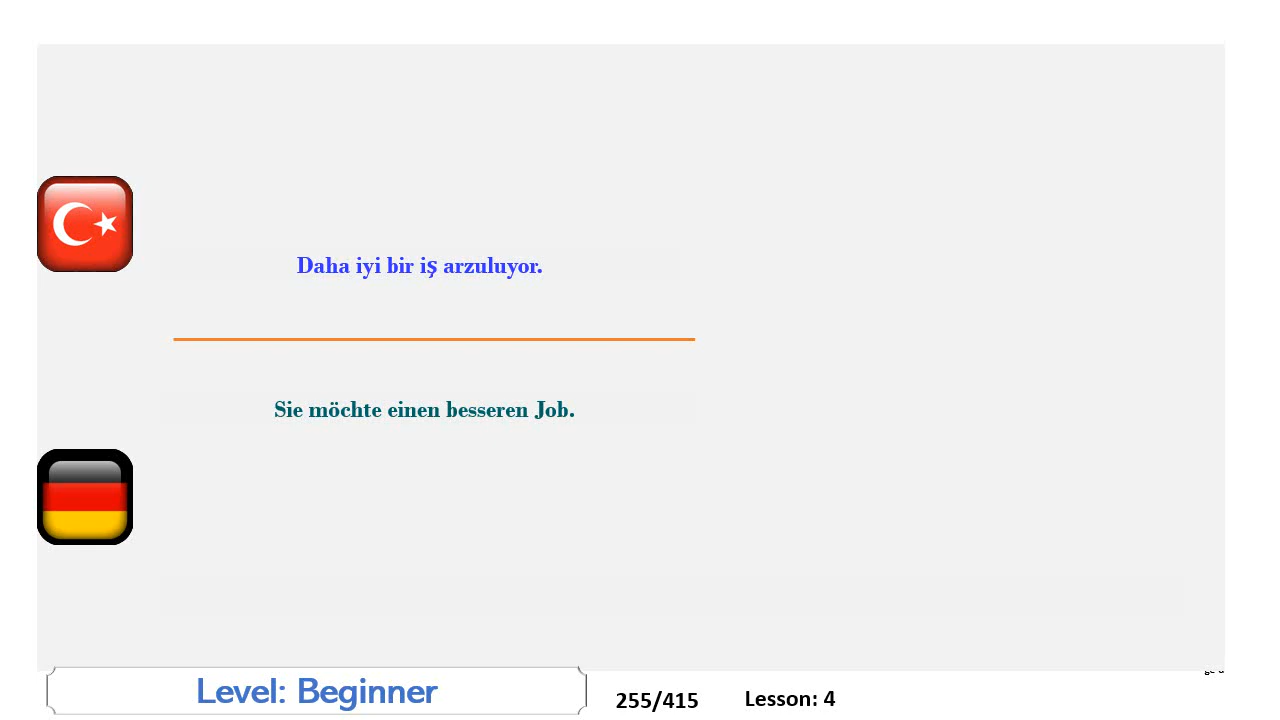 Daha iyi bir iş arzuluyor.
Sie möchte einen besseren Job.
Level: Beginner
255/415
Lesson: 4